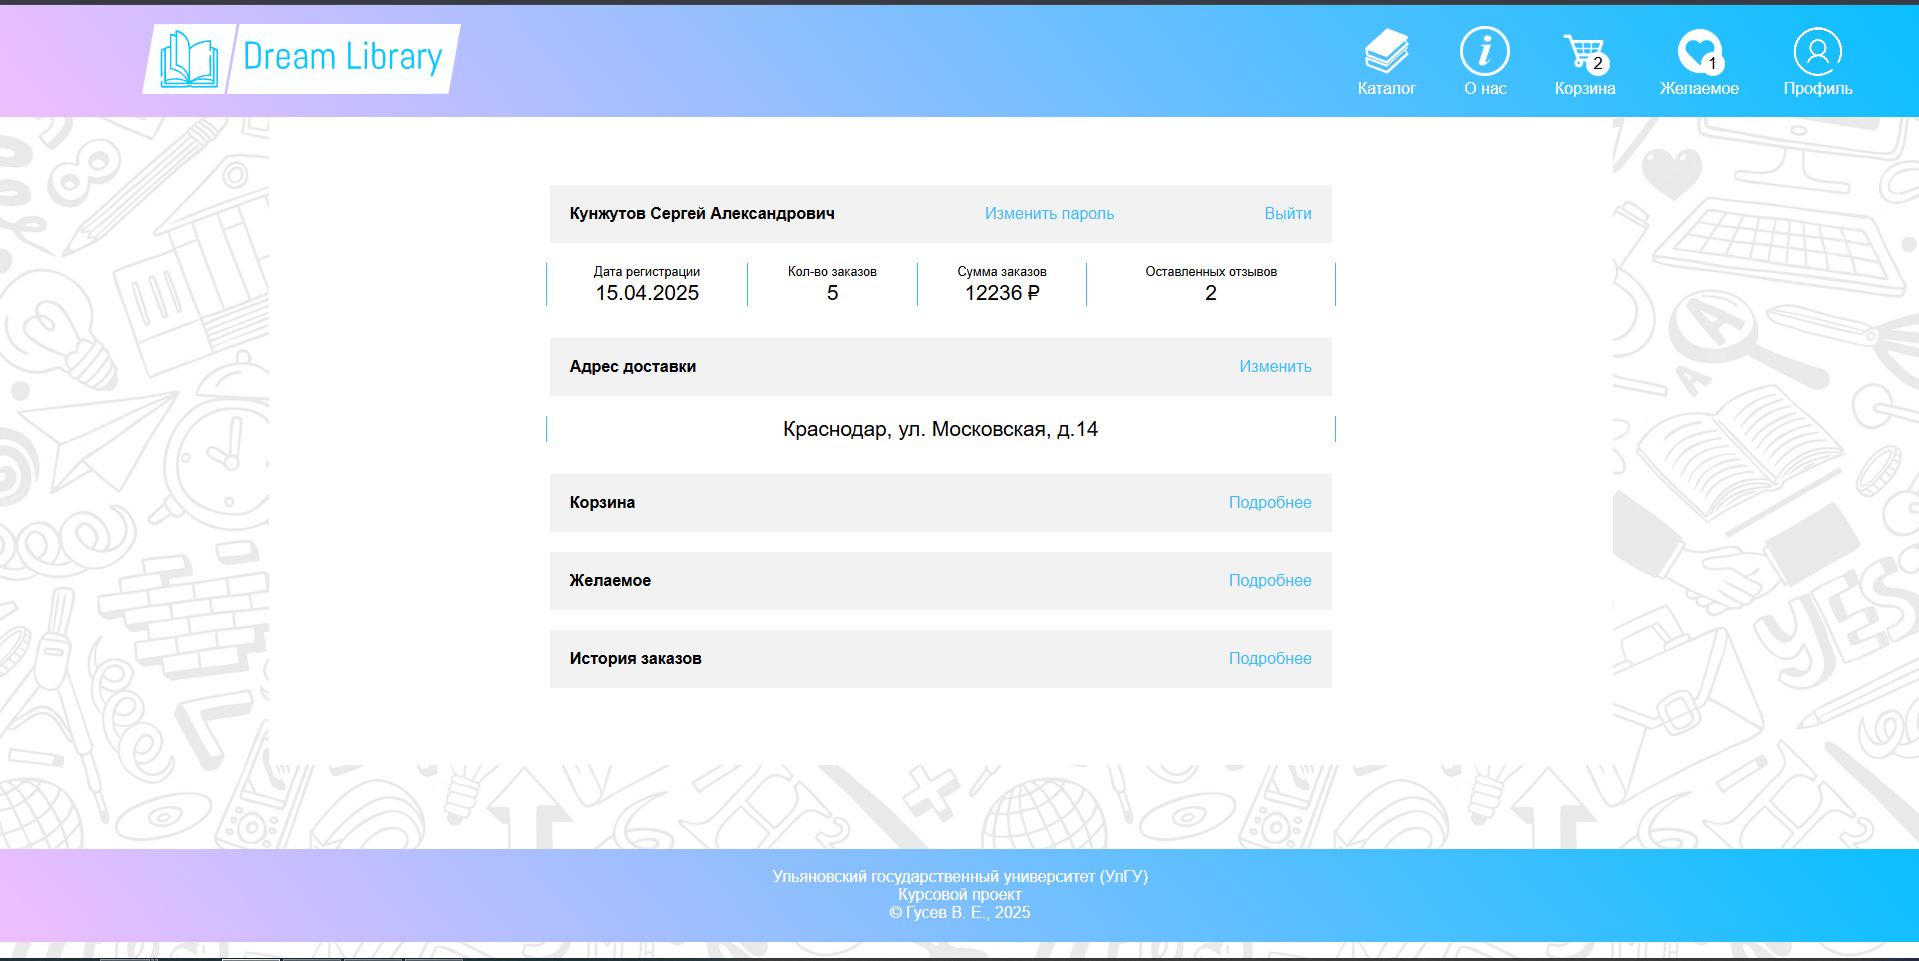 Dream Library
Каталог
О нас
2
Корзина
1
Желаемое
Профиль
Кунжутов Сергей Александрович
Изменить пароль
Выйти
Дата регистрации
15.04.2025
Кол-во заказов
5
Сумма заказов
12236 ₽
Оставленных отзывов
2
Адрес доставки
Изменить
Краснодар, ул. Московская, д.14
Корзина
Подробнее
Желаемое
Подробнее
История заказов
Подробнее
A
A
A
YES
Ульяновский государственный университет (УлГУ)
Курсовой проект
© Гусев В. Е., 2025